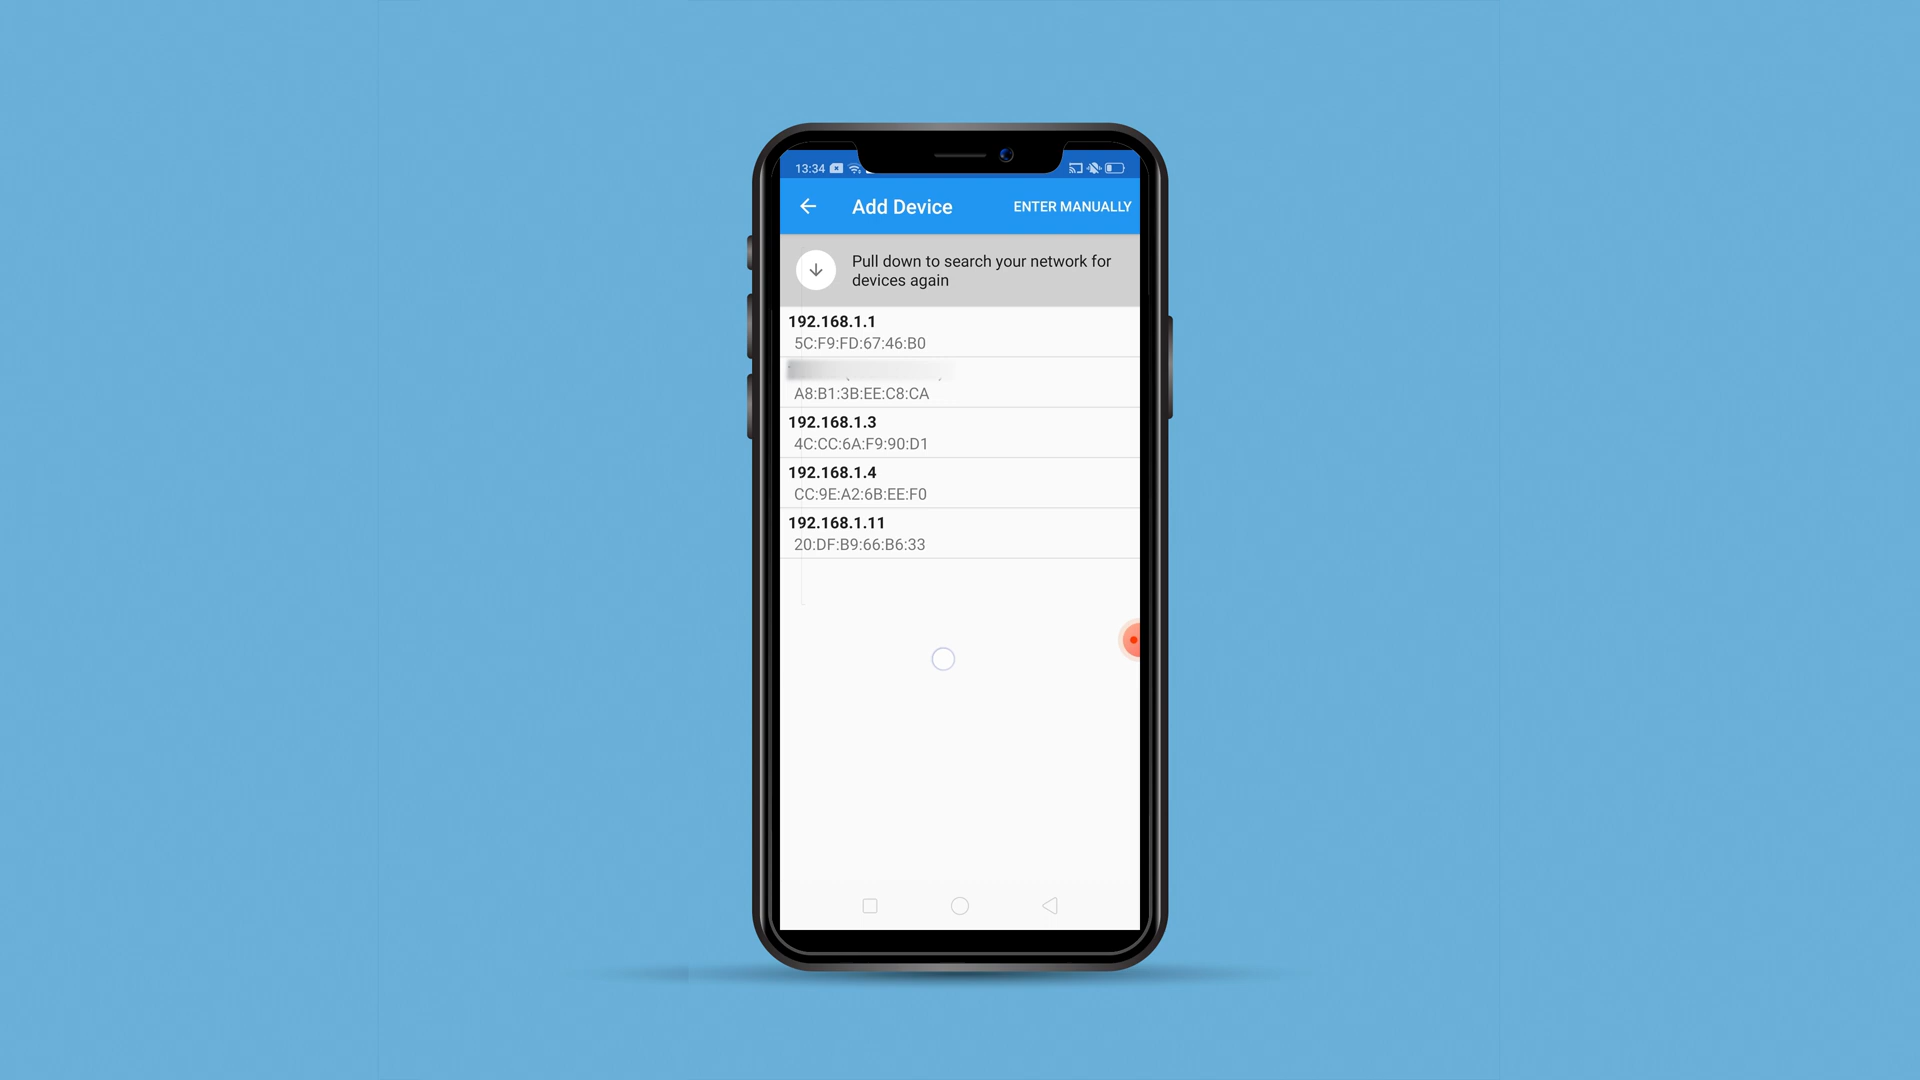 13:34
Add Device
ENTER MANUALLY
Pull down to search your network for
devices again
192.168.1.1
5C:F9:FD:67:46:B0
A8:B1:3B:EE:C8:CA
192.168.1.3
4C:CC:6A:F9:90:D1
192.168.1.4
CC:9E:A2:6B:EE:F0
192.168.1.11
20:DF:B9:66:B6:33